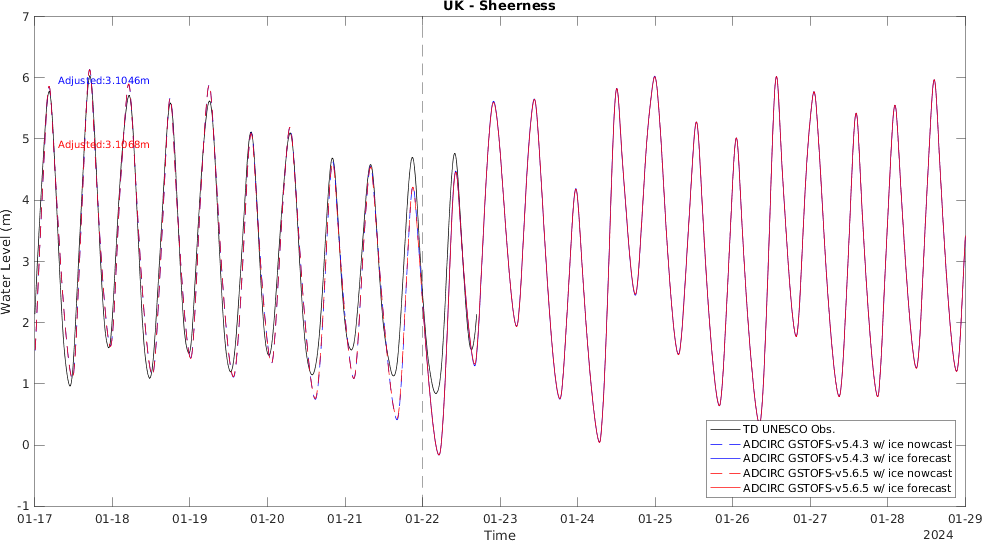 UK - Sheerness
7
6
5
4
3
2
1
0
-1
Water Level (m)
Adjusted:3.1046m
Adjusted:3.1068m
TD UNESCO Obs.
ADCIRC GSTOFS-v5.4.3 w/ ice nowcast
ADCIRC GSTOFS-v5.4.3 w/ ice forecast
ADCIRC GSTOFS-v5.6.5 w/ ice nowcast
ADCIRC GSTOFS-v5.6.5 w/ ice forecast
01-17 01-18 01-19 01-20 01-21 01-22 01-23 01-24 01-25 01-26 01-27 01-28 01-29
Time
2024